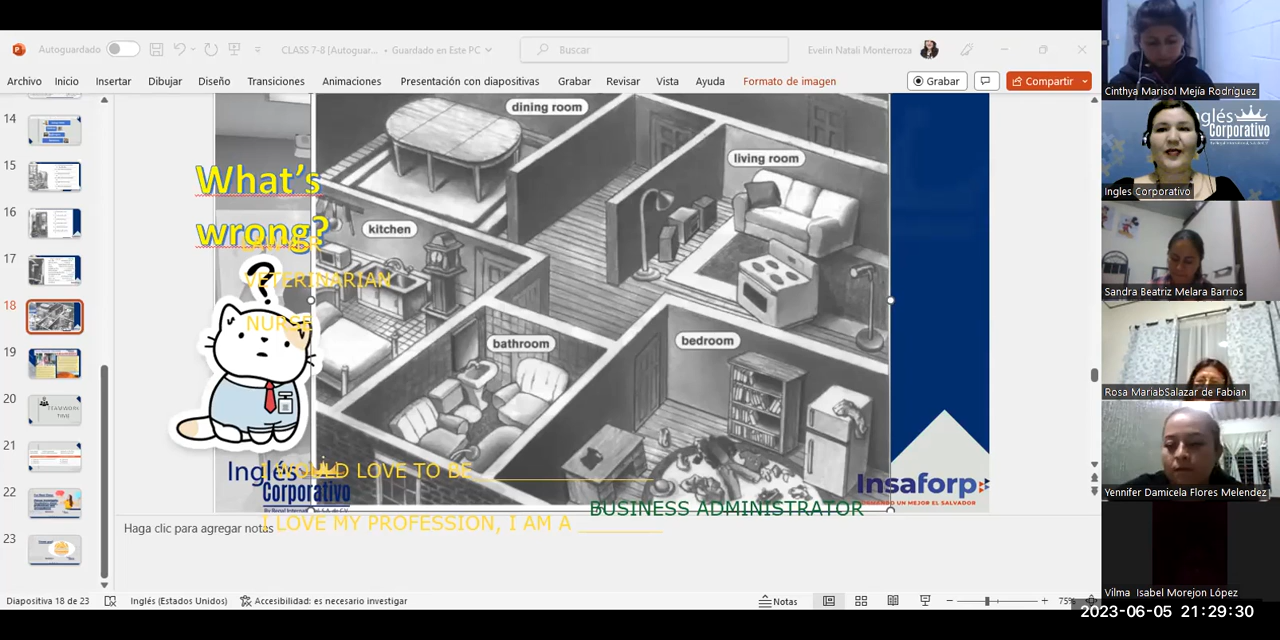 Autoguardado
CLASS 7-8 [Autoguar... • Guardado en Este PC
Buscar
Evelin Natali Monterroza
Archivo Inicio Insertar Dibujar Diseño Transiciones Animaciones Presentación con diapositivas Grabar Revisar Vista Ayuda Formato de imagen
Grabar
Compartir
14
15
16
17
18
19
20
21
22
23
What's
wrong?
dining room
living room
kitchen
bathroom
bedroom
VETERINARIAN
NURSE
I WOULD LOVE TO BE ________________
Inglés
Corporativo
Insaforp
BUSINESS ADMINISTRATOR
I LOVE MY PROFESSION, I AM A ________
Haga clic para agregar notas
Diapositiva 18 de 23
Inglés (Estados Unidos)
Accesibilidad: es necesario investigar
Notas
75%
Cinthya Marisol Mejía Rodríguez
glés
Corporativo
Ingles Corporativo
Sandra Beatriz Melara Barrios
Rosa MariabSalazar de Fabian
Yennifer Damicela Flores Melendez
Vilma Isabel Morejon López
2023-06-05 21:29:30